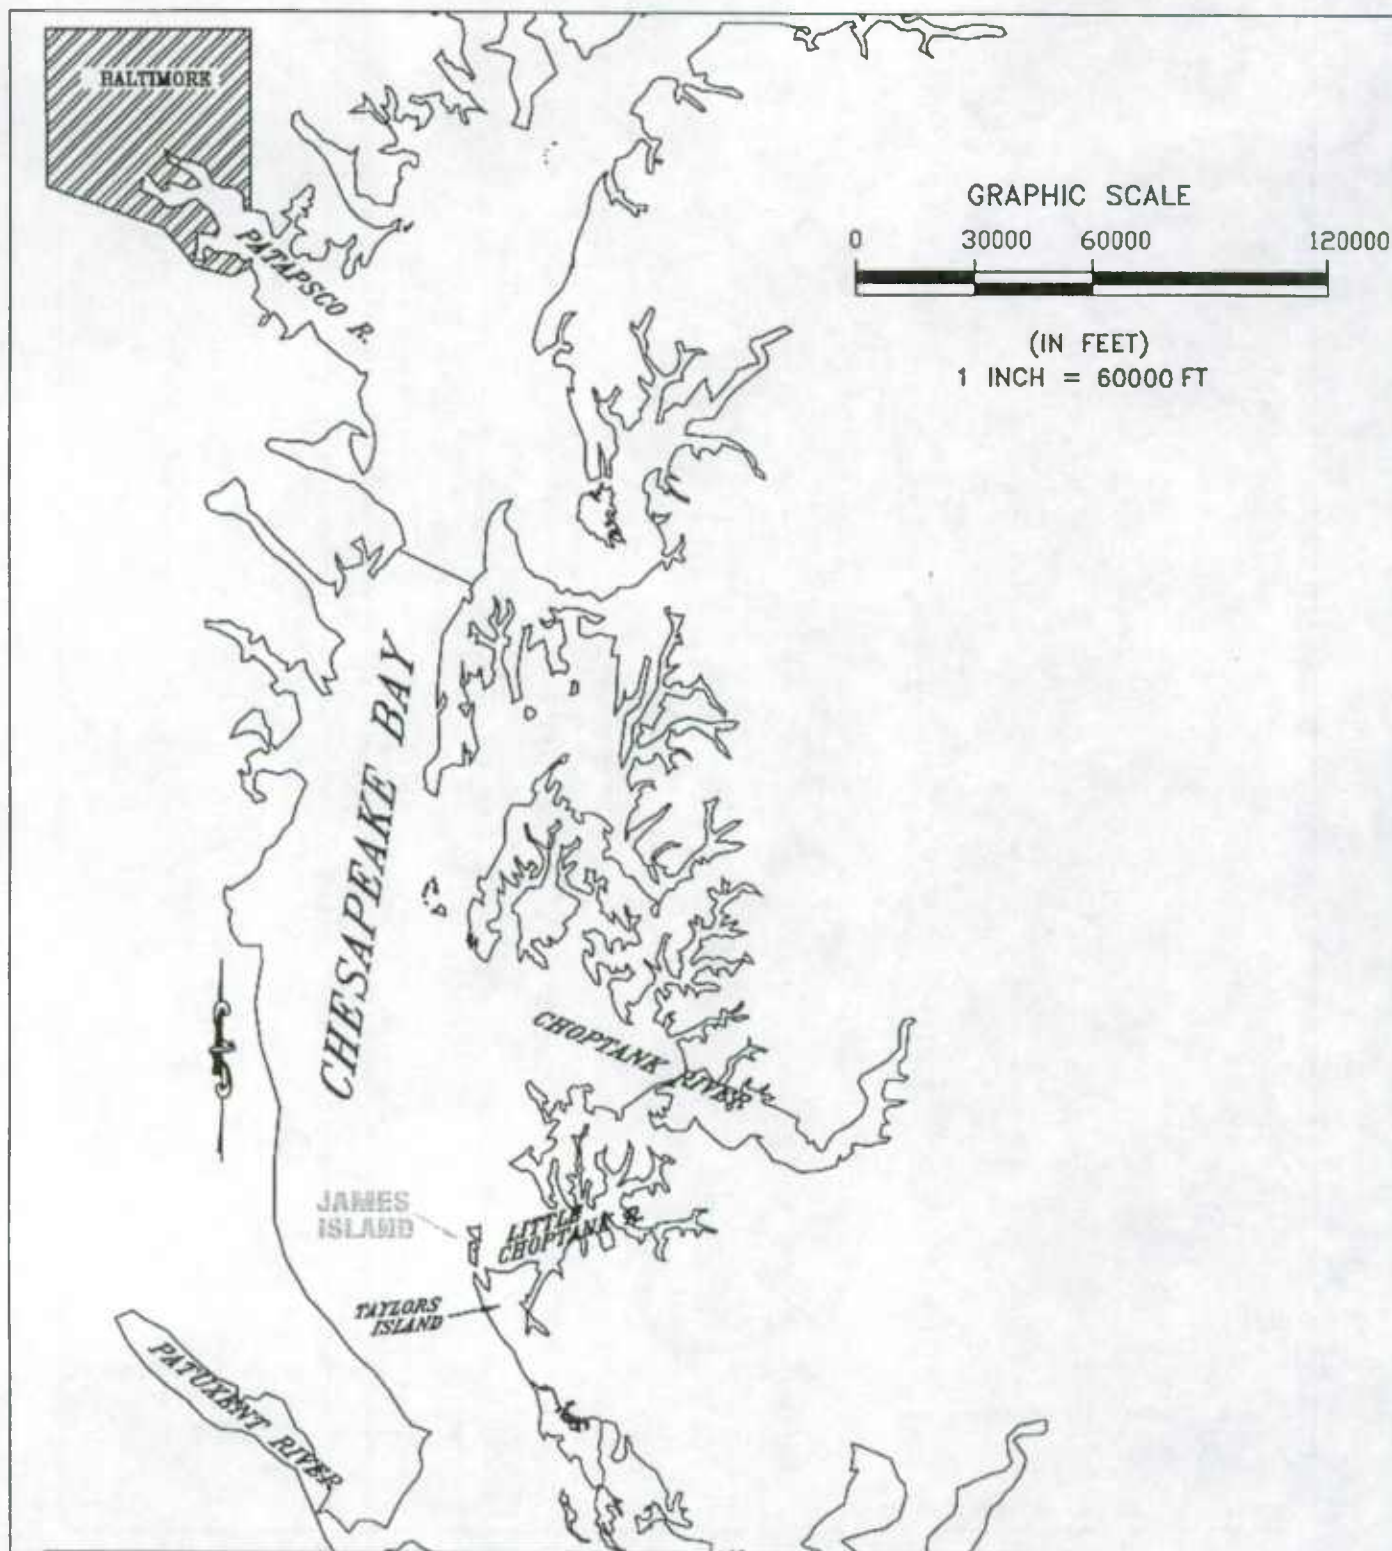 BALTIMORE
PATAPSCO R.
GRAPHIC SCALE
0 30000 60000 120000
(IN FEET)
1 INCH = 60000 FT
CHESAPEAKE BAY
CHOPTANK RIVER
JAMES
ISLAND
LITTLE
CHOPTANK R.
TAYLORS
ISLAND
PATUXENT RIVER